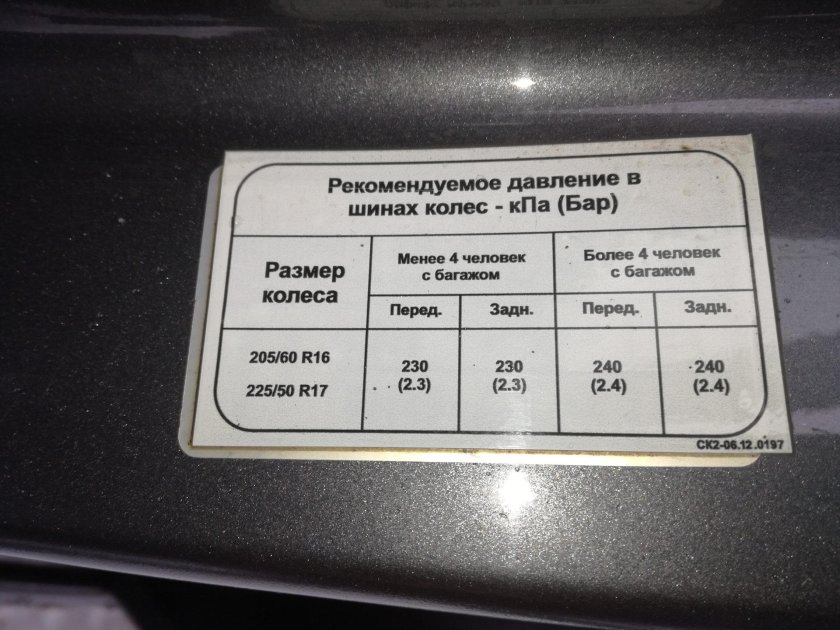 Рекомендуемое давление в
шинах колес - кПа (Бар)
Размер
колеса
Менее 4 человек
с багажом
Более 4 человек
с багажом
Перед.
Задн.
Перед.
Задн.
205/60 R16
225/50 R17
230
(2.3)
230
(2.3)
240
(2.4)
240
(2.4)
СК2-06.12.0197